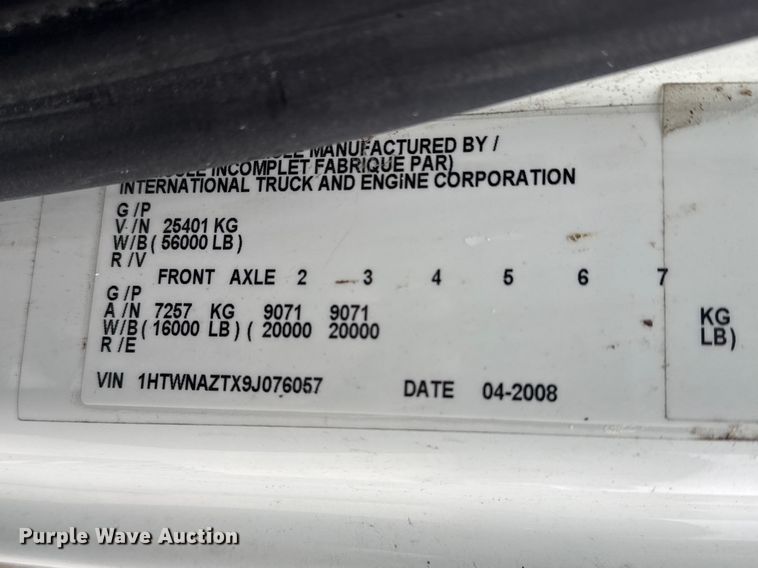 MANUFACTURED BY /
INCOMPLET FABRIQUE PAR)
INTERNATIONAL TRUCK AND ENGINE CORPORATION
G /P
V /N 25401 KG
W/B ( 56000 LB)
R /V
FRONT AXLE 2 3 4 5 6 7
G /P
A /N 7257 KG 9071 9071 KG
W/B ( 16000 LB) ( 20000 20000 LB)
R /E
VIN 1HTWNAZTX9J076057 DATE 04-2008
Purple Wave Auction